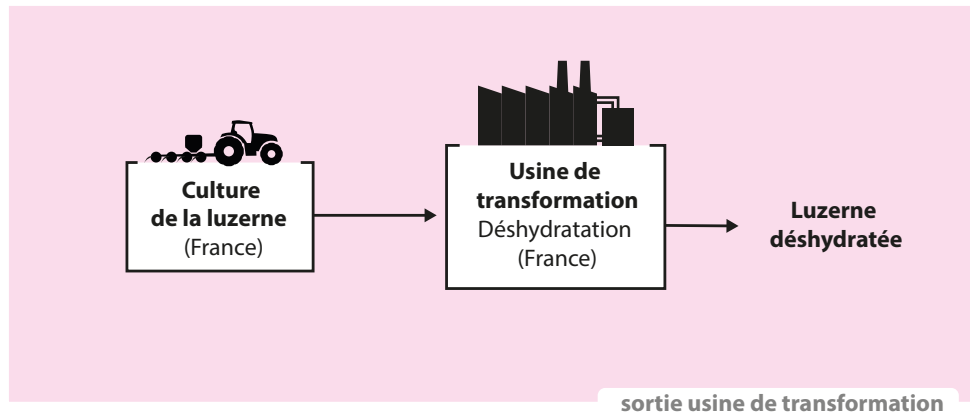 Culture
de la luzerne
(France)
Usine de
transformation
Déshydratation
(France)
Luzerne
déshydratée
sortie usine de transformation